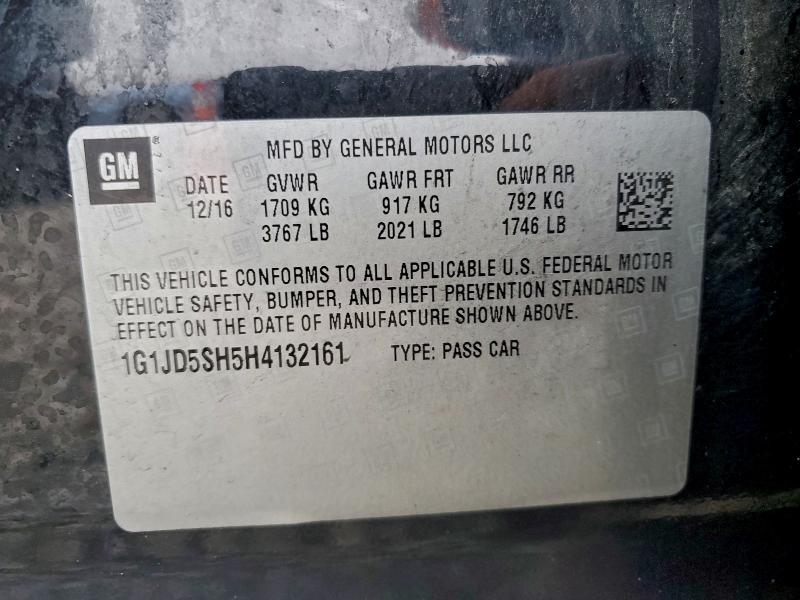 GM ®
MFD BY GENERAL MOTORS LLC
DATE GVWR GAWR FRT GAWR RR
12/16 1709 KG 917 KG 792 KG
3767 LB 2021 LB 1746 LB
THIS VEHICLE CONFORMS TO ALL APPLICABLE U.S. FEDERAL MOTOR
VEHICLE SAFETY, BUMPER, AND THEFT PREVENTION STANDARDS IN
EFFECT ON THE DATE OF MANUFACTURE SHOWN ABOVE.
1G1JD5SH5H4132161 TYPE: PASS CAR